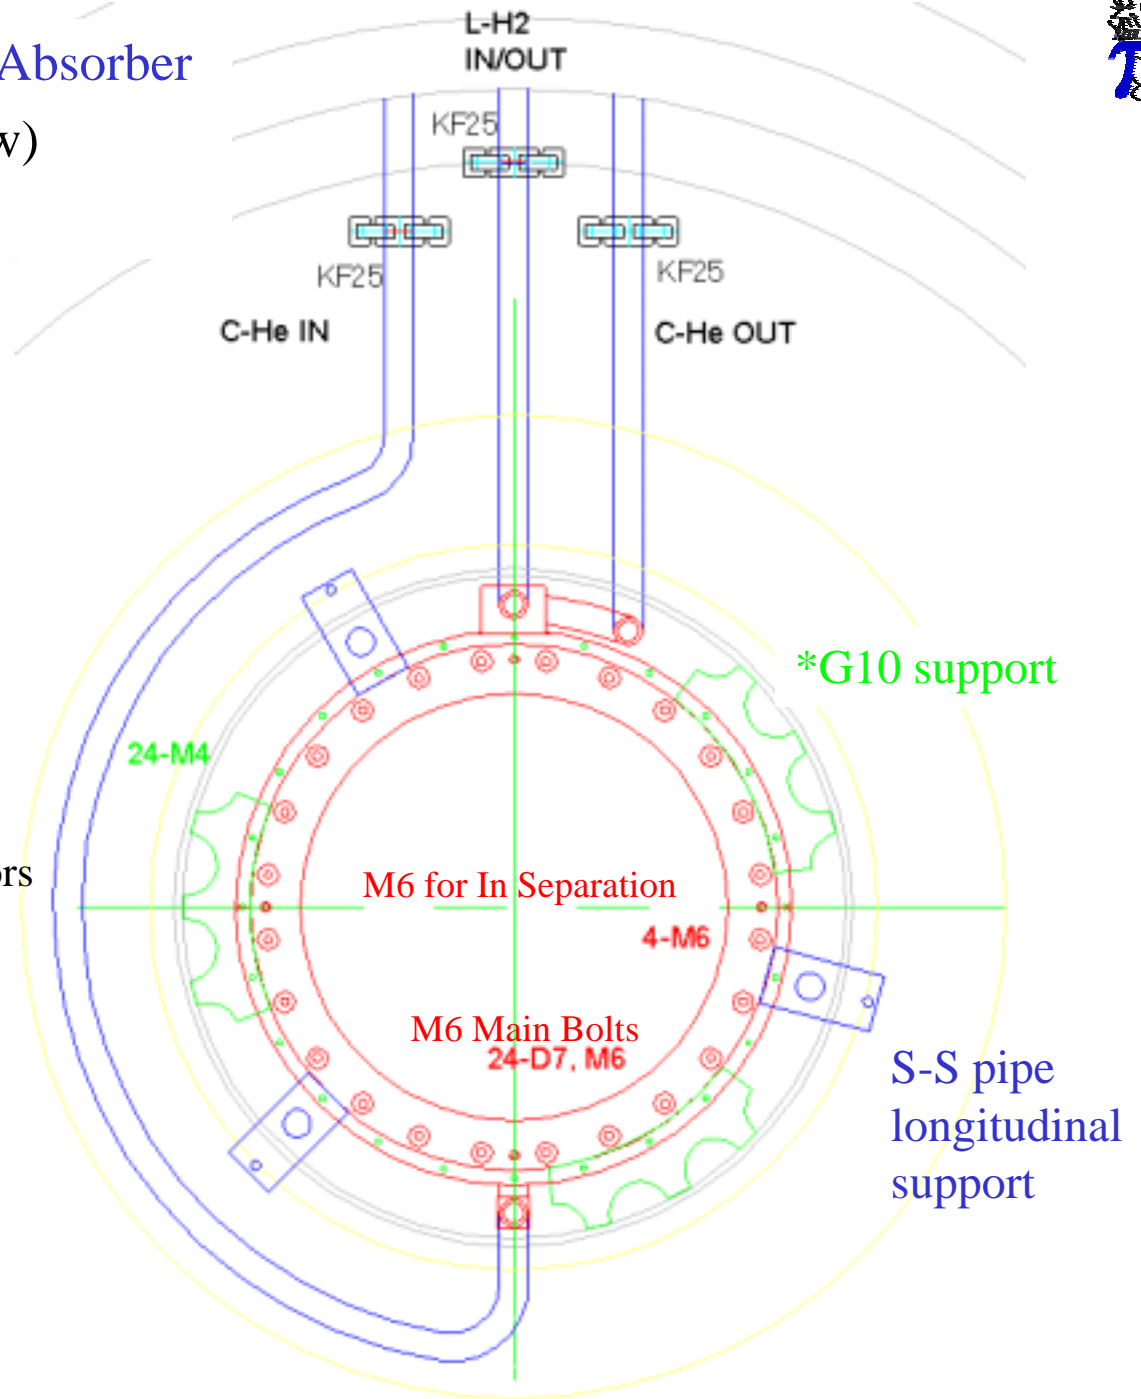 L-H2
IN/OUT
Absorber
w)
KF25
KF25
KF25
C-He IN
C-He OUT
*G10 support
24-M4
ors
M6 for In Separation
4-M6
M6 Main Bolts
24-D7, M6
S-S pipe
longitudinal
support